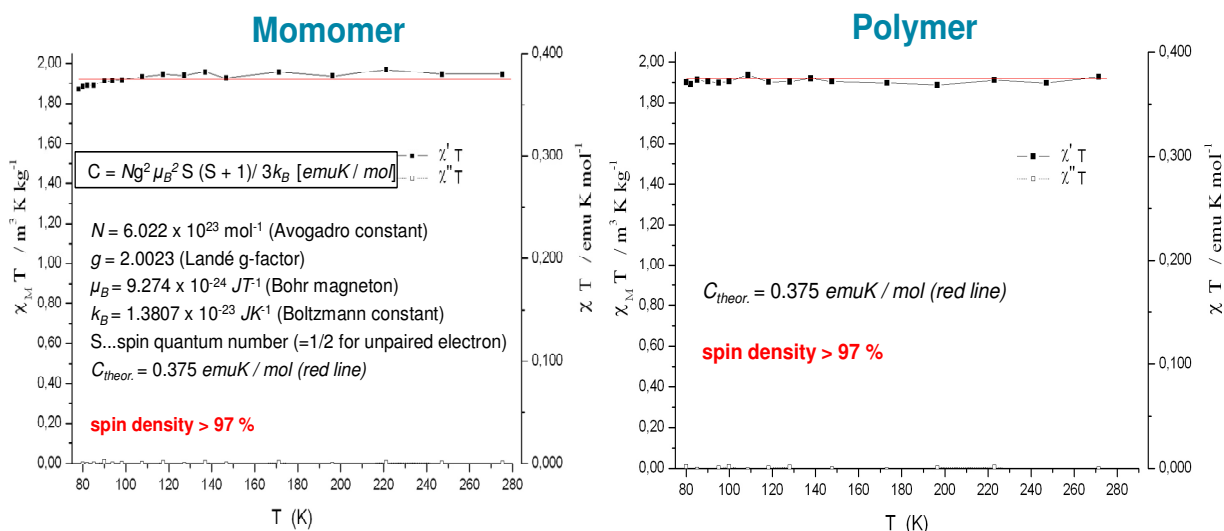 Momomer
2,00
1,80
1,60
1,40
1,20
1,00
0,80
0,60
0,40
0,20
0,00
χM T / m3 K kg-1
0,400
0,300
0,200
0,100
0,000
χ T / emu K mol-1
χ' T
χ'' T
C = Ng2 μB2 S (S + 1)/ 3kB [emuK / mol]
N = 6.022 x 1023 mol-1 (Avogadro constant)
g = 2.0023 (Landé g-factor)
μB = 9.274 x 10-24 JT-1 (Bohr magneton)
kB = 1.3807 x 10-23 JK-1 (Boltzmann constant)
S...spin quantum number (=1/2 for unpaired electron)
Ctheor. = 0.375 emuK / mol (red line)
spin density > 97 %
80 100 120 140 160 180 200 220 240 260 280
T (K)
Polymer
2,00
1,80
1,60
1,40
1,20
1,00
0,80
0,60
0,40
0,20
0,00
χM T / m3 K kg-1
0,400
0,300
0,200
0,100
0,000
χ T / emu K mol-1
χ' T
χ'' T
Ctheor. = 0.375 emuK / mol (red line)
spin density > 97 %
80 100 120 140 160 180 200 220 240 260 280
T (K)